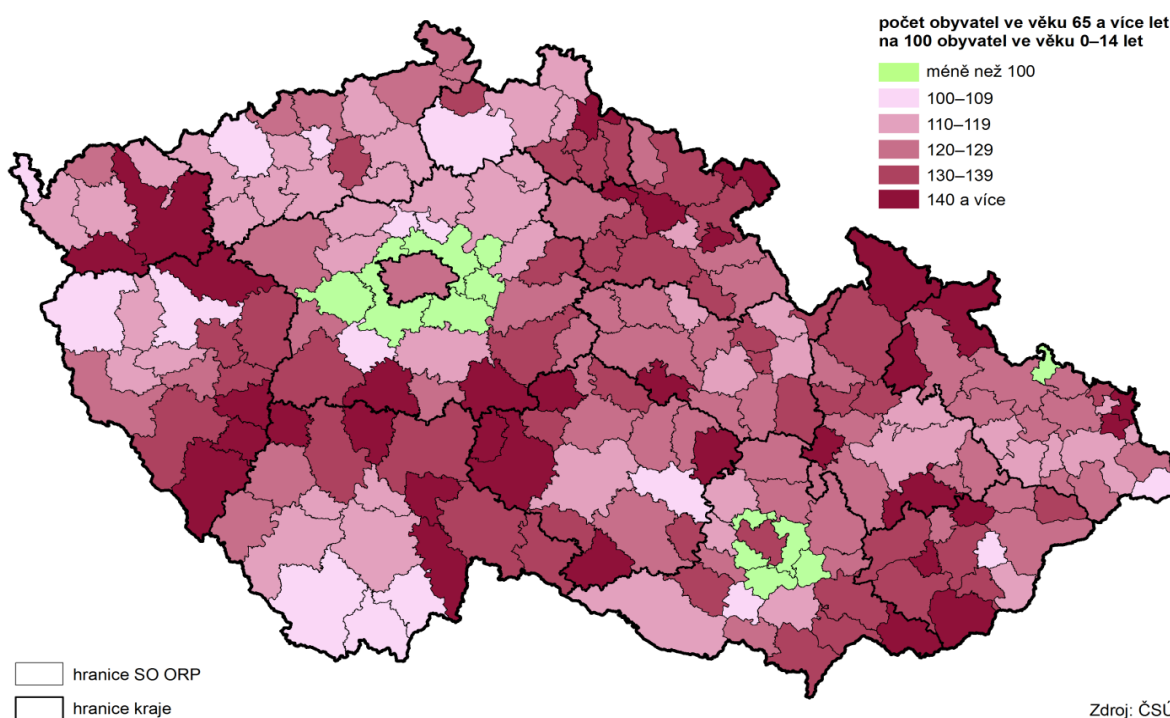 počet obyvatel ve věku 65 a více let
na 100 obyvatel ve věku 0–14 let
méně než 100
100–109
110–119
120–129
130–139
140 a více
hranice SO ORP
hranice kraje
Zdroj: ČSÚ